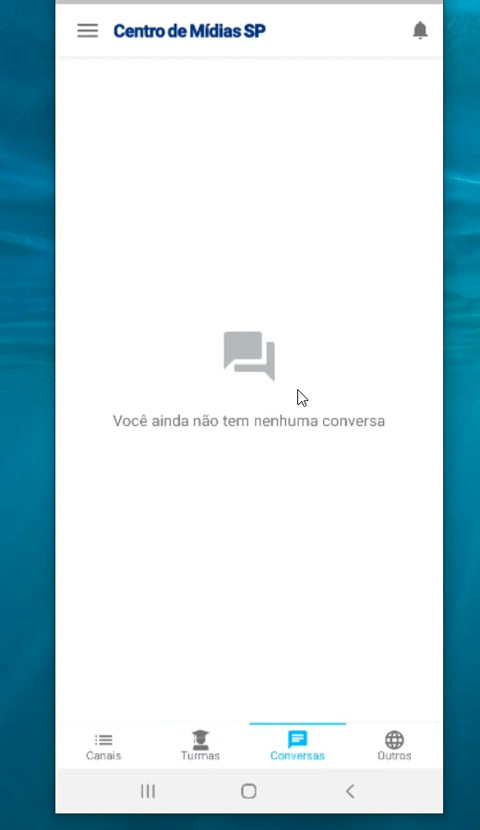 Centro de Mídias SP
Você ainda não tem nenhuma conversa
Canais
Turmas
Conversas
Outros